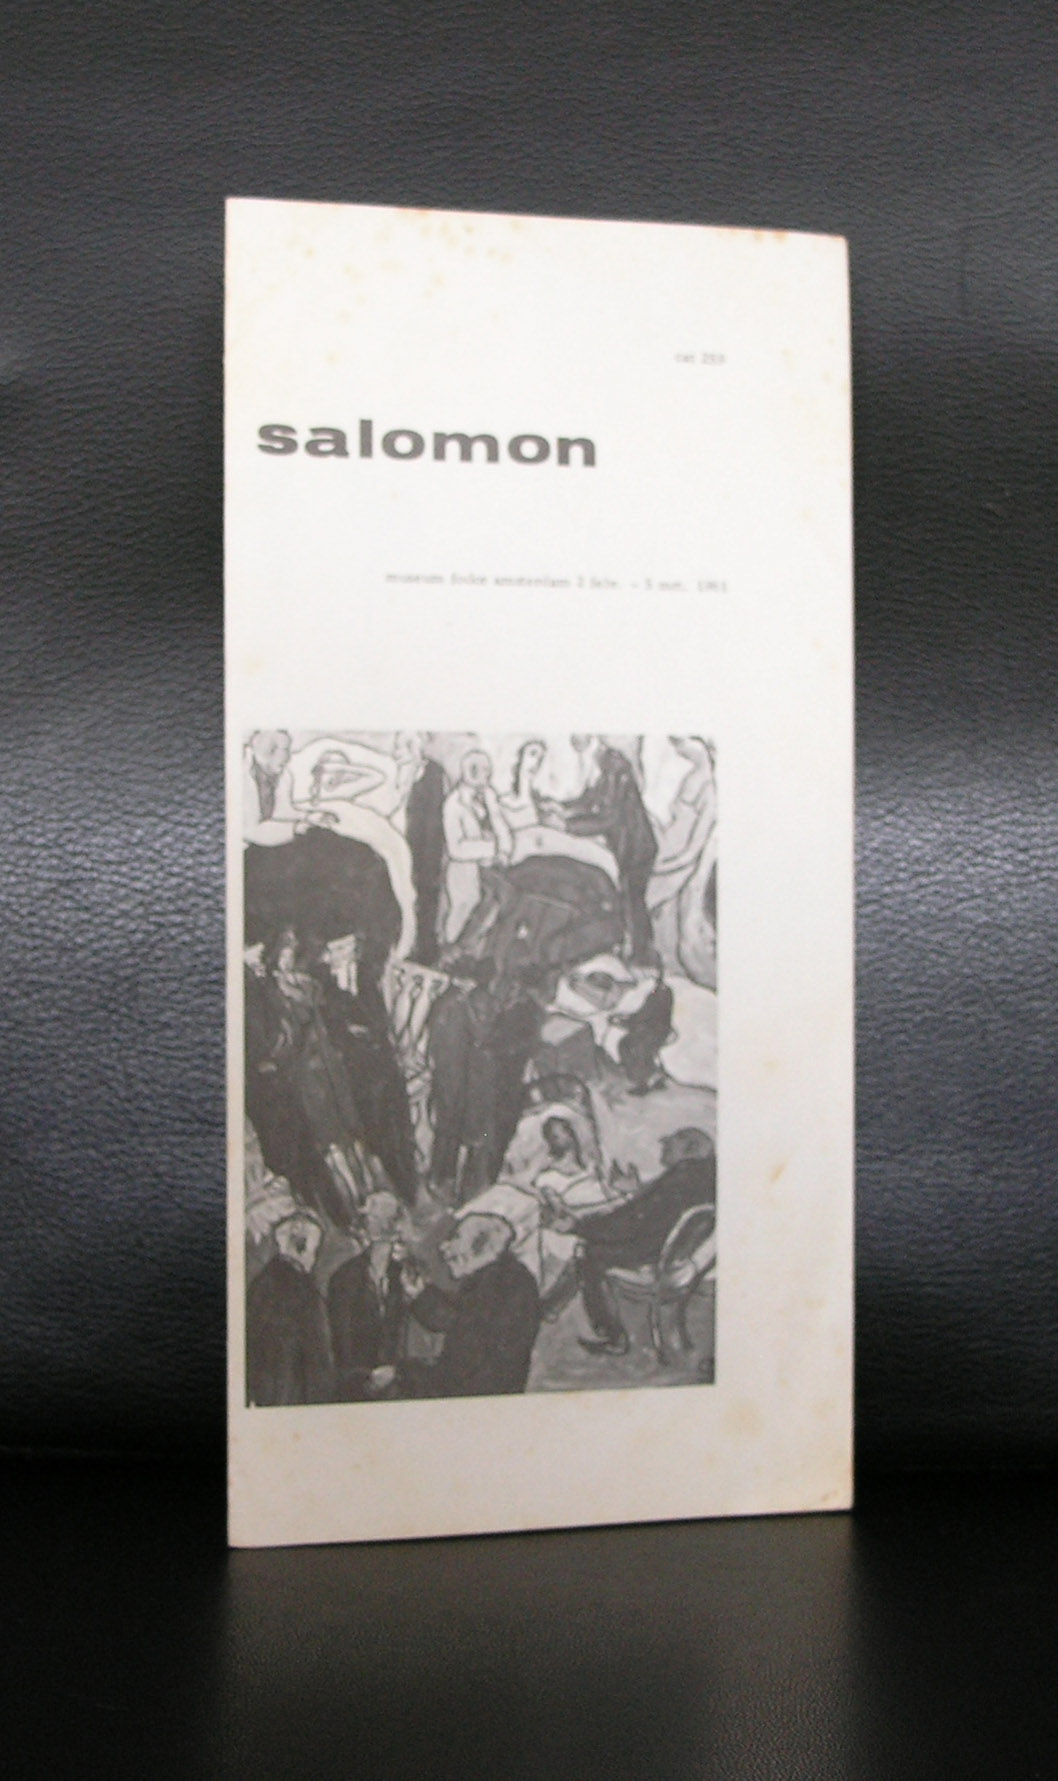 cat 259
salomon
museum fodor amsterdam 2 febr. - 5 mrt. 1961